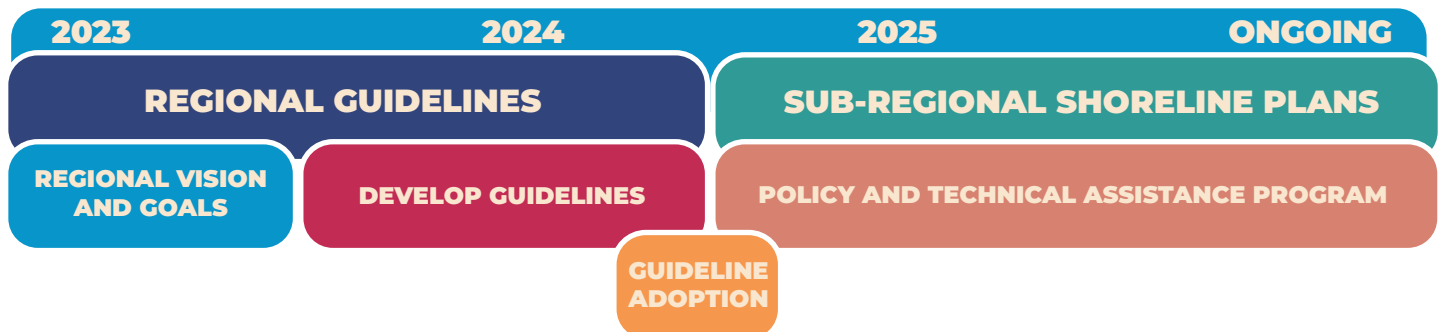 2023 2024 2025 ONGOING
REGIONAL GUIDELINES
SUB-REGIONAL SHORELINE PLANS
REGIONAL VISION
AND GOALS
DEVELOP GUIDELINES
POLICY AND TECHNICAL ASSISTANCE PROGRAM
GUIDELINE
ADOPTION